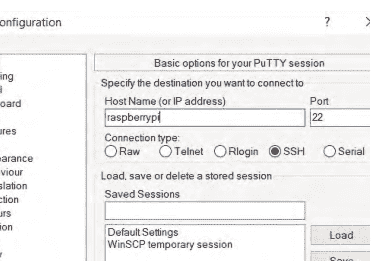 onfiguration ? X
Basic options for your PuTTY session
Specify the destination you want to connect to
Host Name (or IP address) Port
raspberrypi 22
Connection type:
Raw Telnet Rlogin SSH Serial
Load, save or delete a stored session
Saved Sessions
Default Settings
WinSCP temporary session
Load
Save
ing
oard
ures
earance
viour
slation
ction
urs
ion